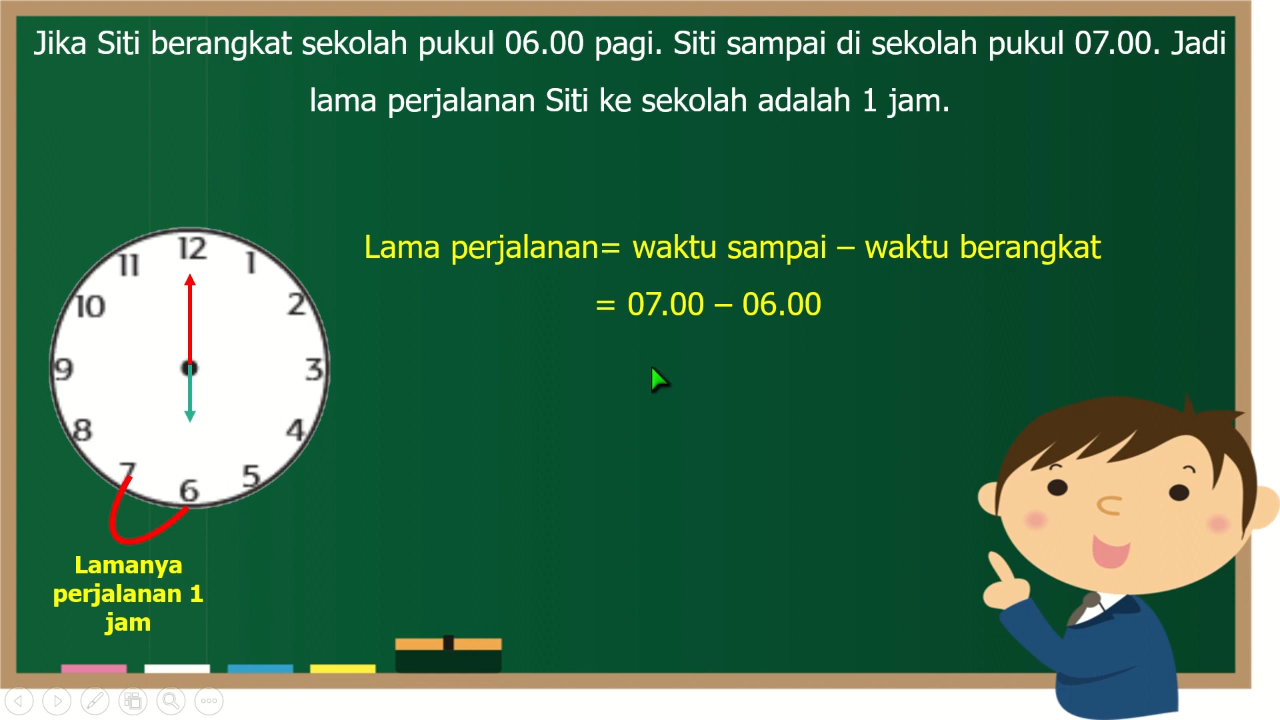 Jika Siti berangkat sekolah pukul 06.00 pagi. Siti sampai di sekolah pukul 07.00. Jadi
lama perjalanan Siti ke sekolah adalah 1 jam.
Lama perjalanan= waktu sampai – waktu berangkat
= 07.00 – 06.00
12
11
1
10
2
9
3
8
4
7
5
6
Lamanya
perjalanan 1
jam